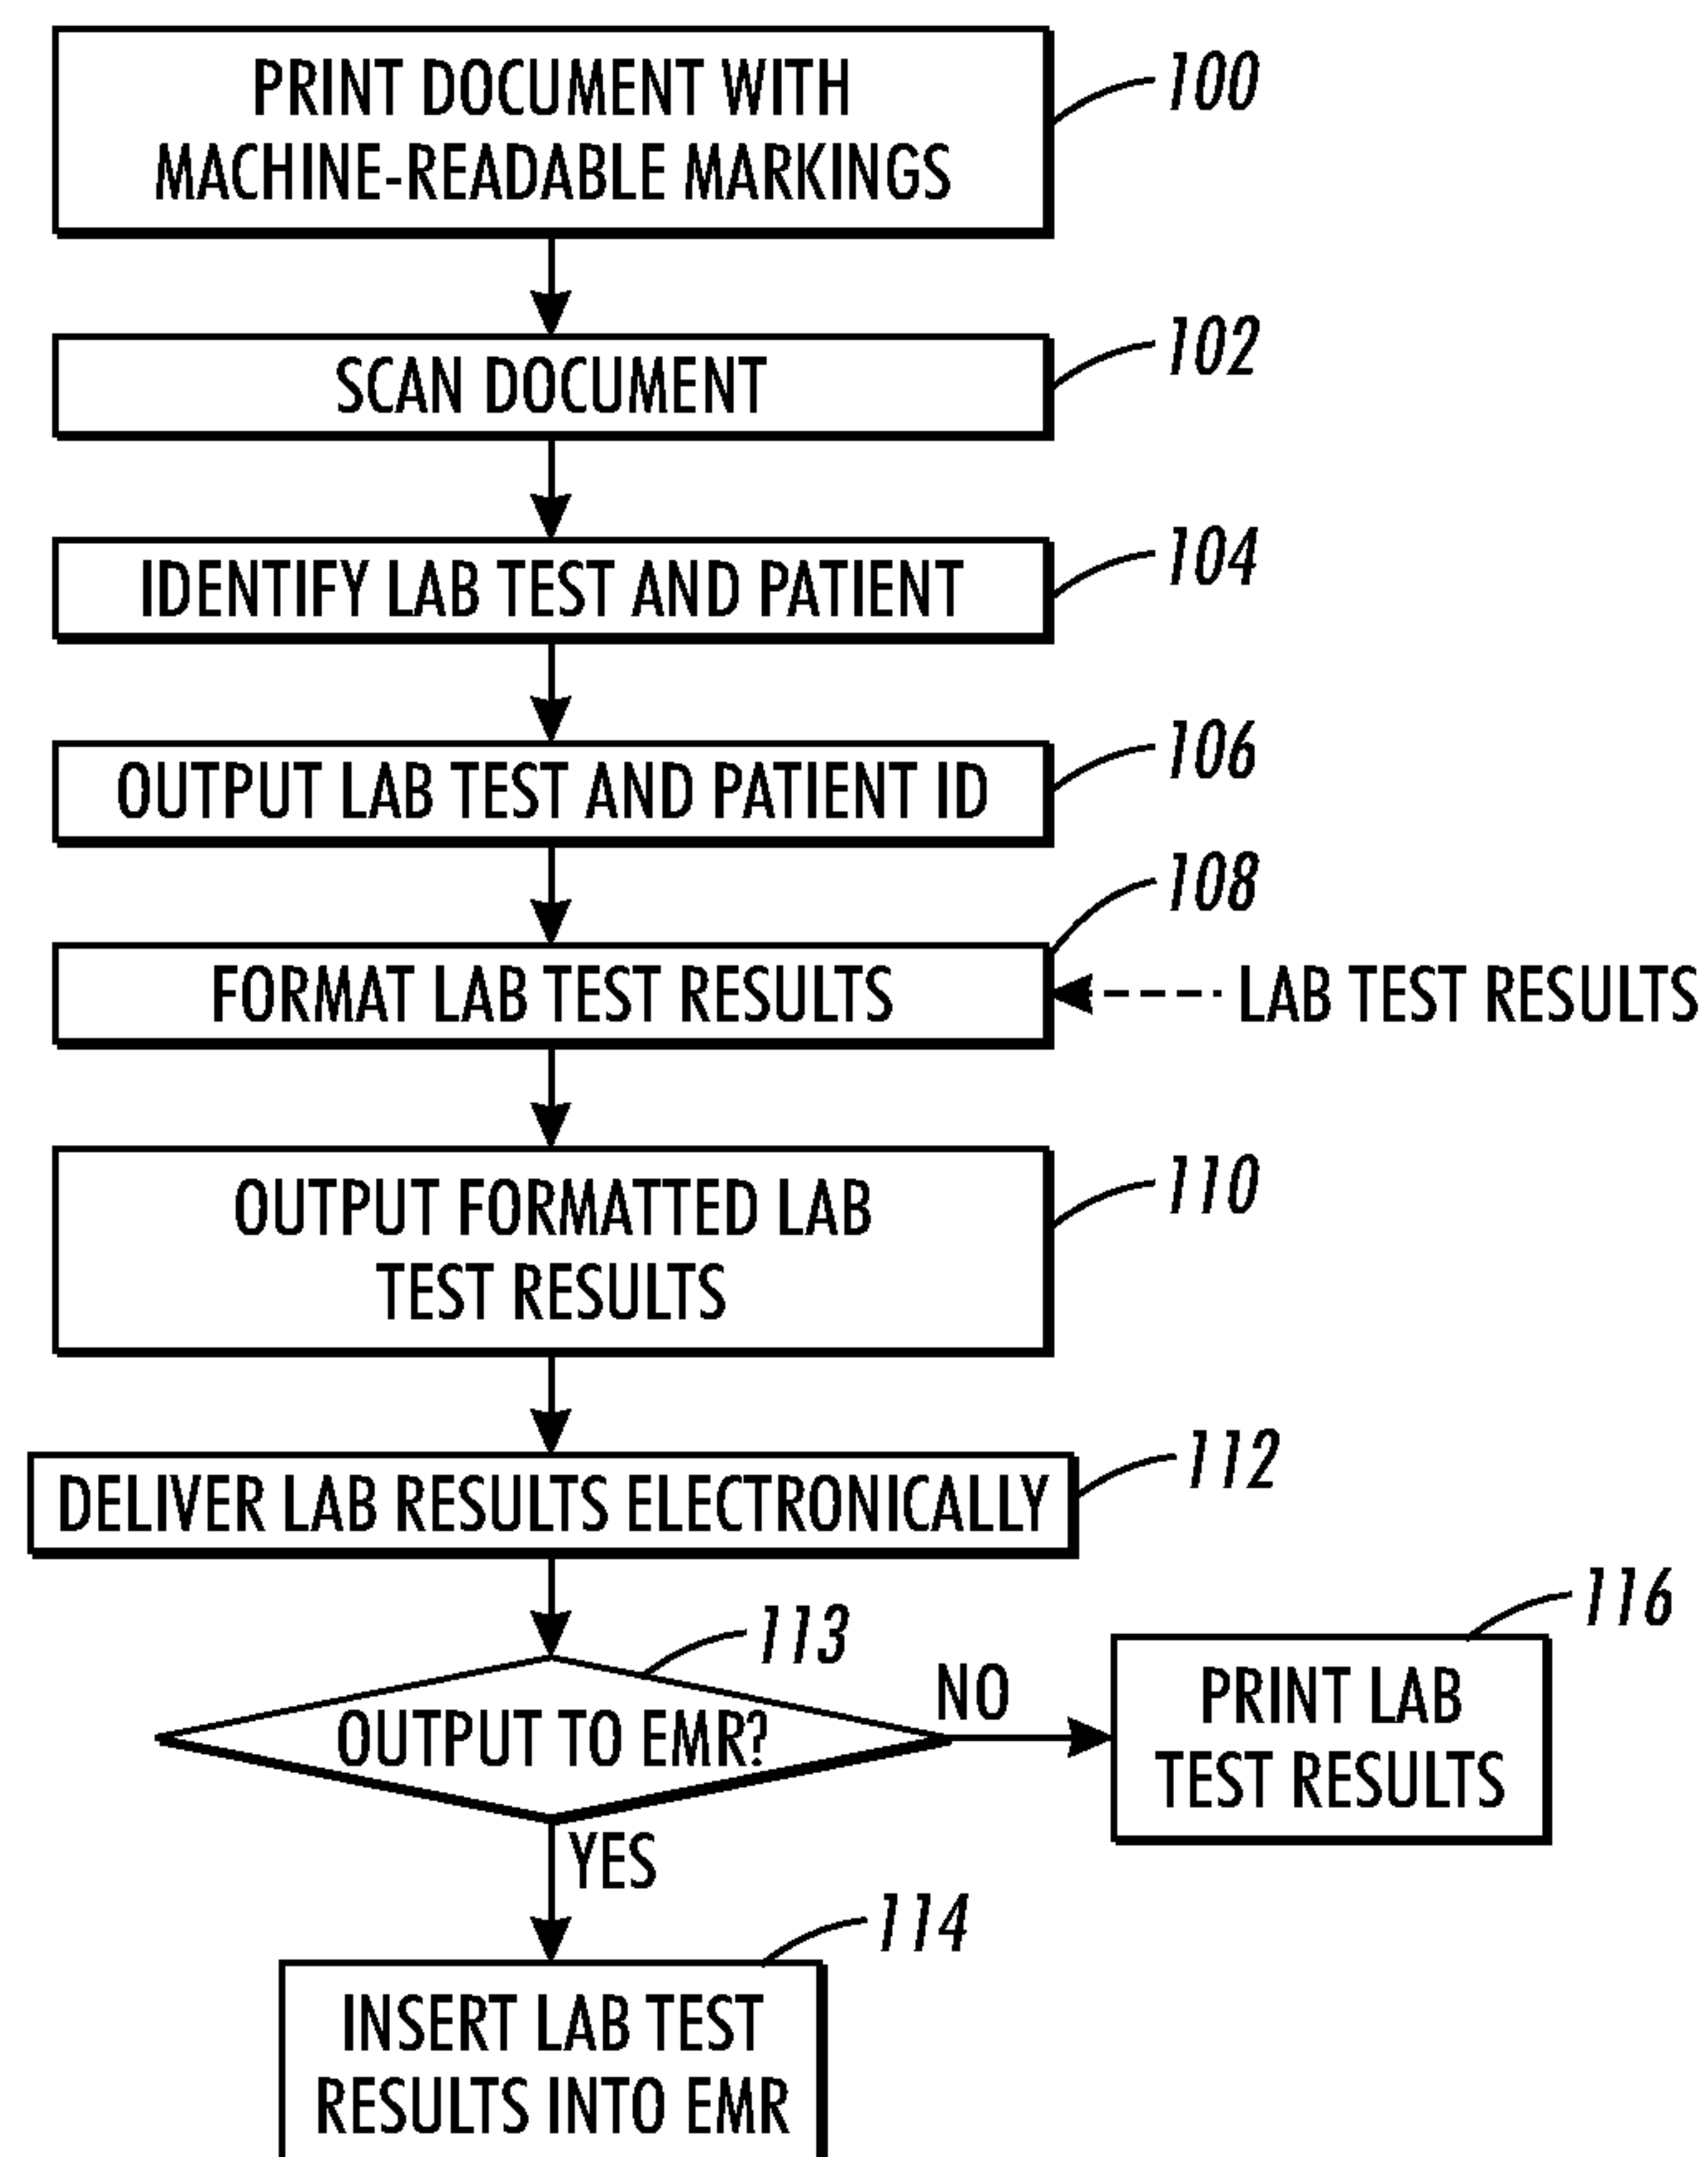 PRINT DOCUMENT WITH
MACHINE-READABLE MARKINGS
100
SCAN DOCUMENT
102
IDENTIFY LAB TEST AND PATIENT
104
OUTPUT LAB TEST AND PATIENT ID
106
108
FORMAT LAB TEST RESULTS
LAB TEST RESULTS
OUTPUT FORMATTED LAB
TEST RESULTS
110
DELIVER LAB RESULTS ELECTRONICALLY
112
113
OUTPUT TO EMR?
NO
116
PRINT LAB
TEST RESULTS
YES
114
INSERT LAB TEST
RESULTS INTO EMR